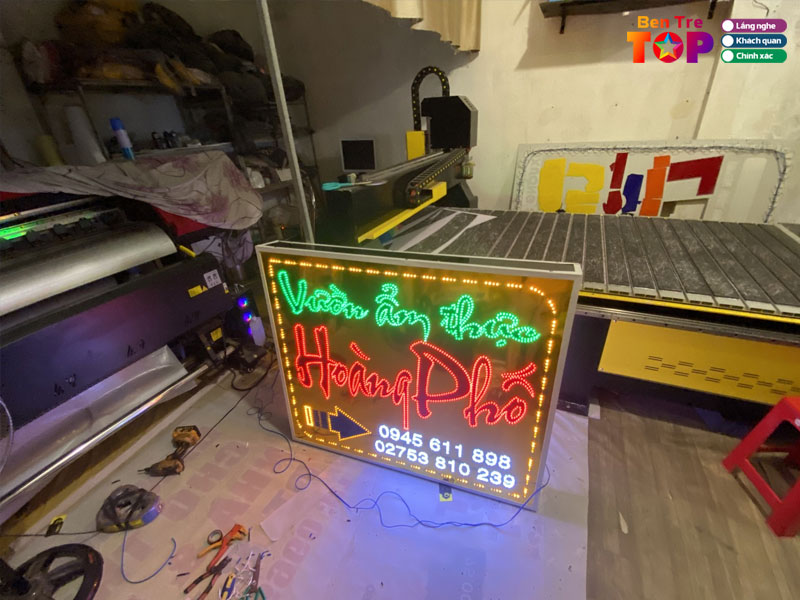 Ben Tre
TOP
Lắng nghe
Khách quan
Chính xác
Vườn ẩm thực
Hoàng Phố
0945 611 898
02753 810 239